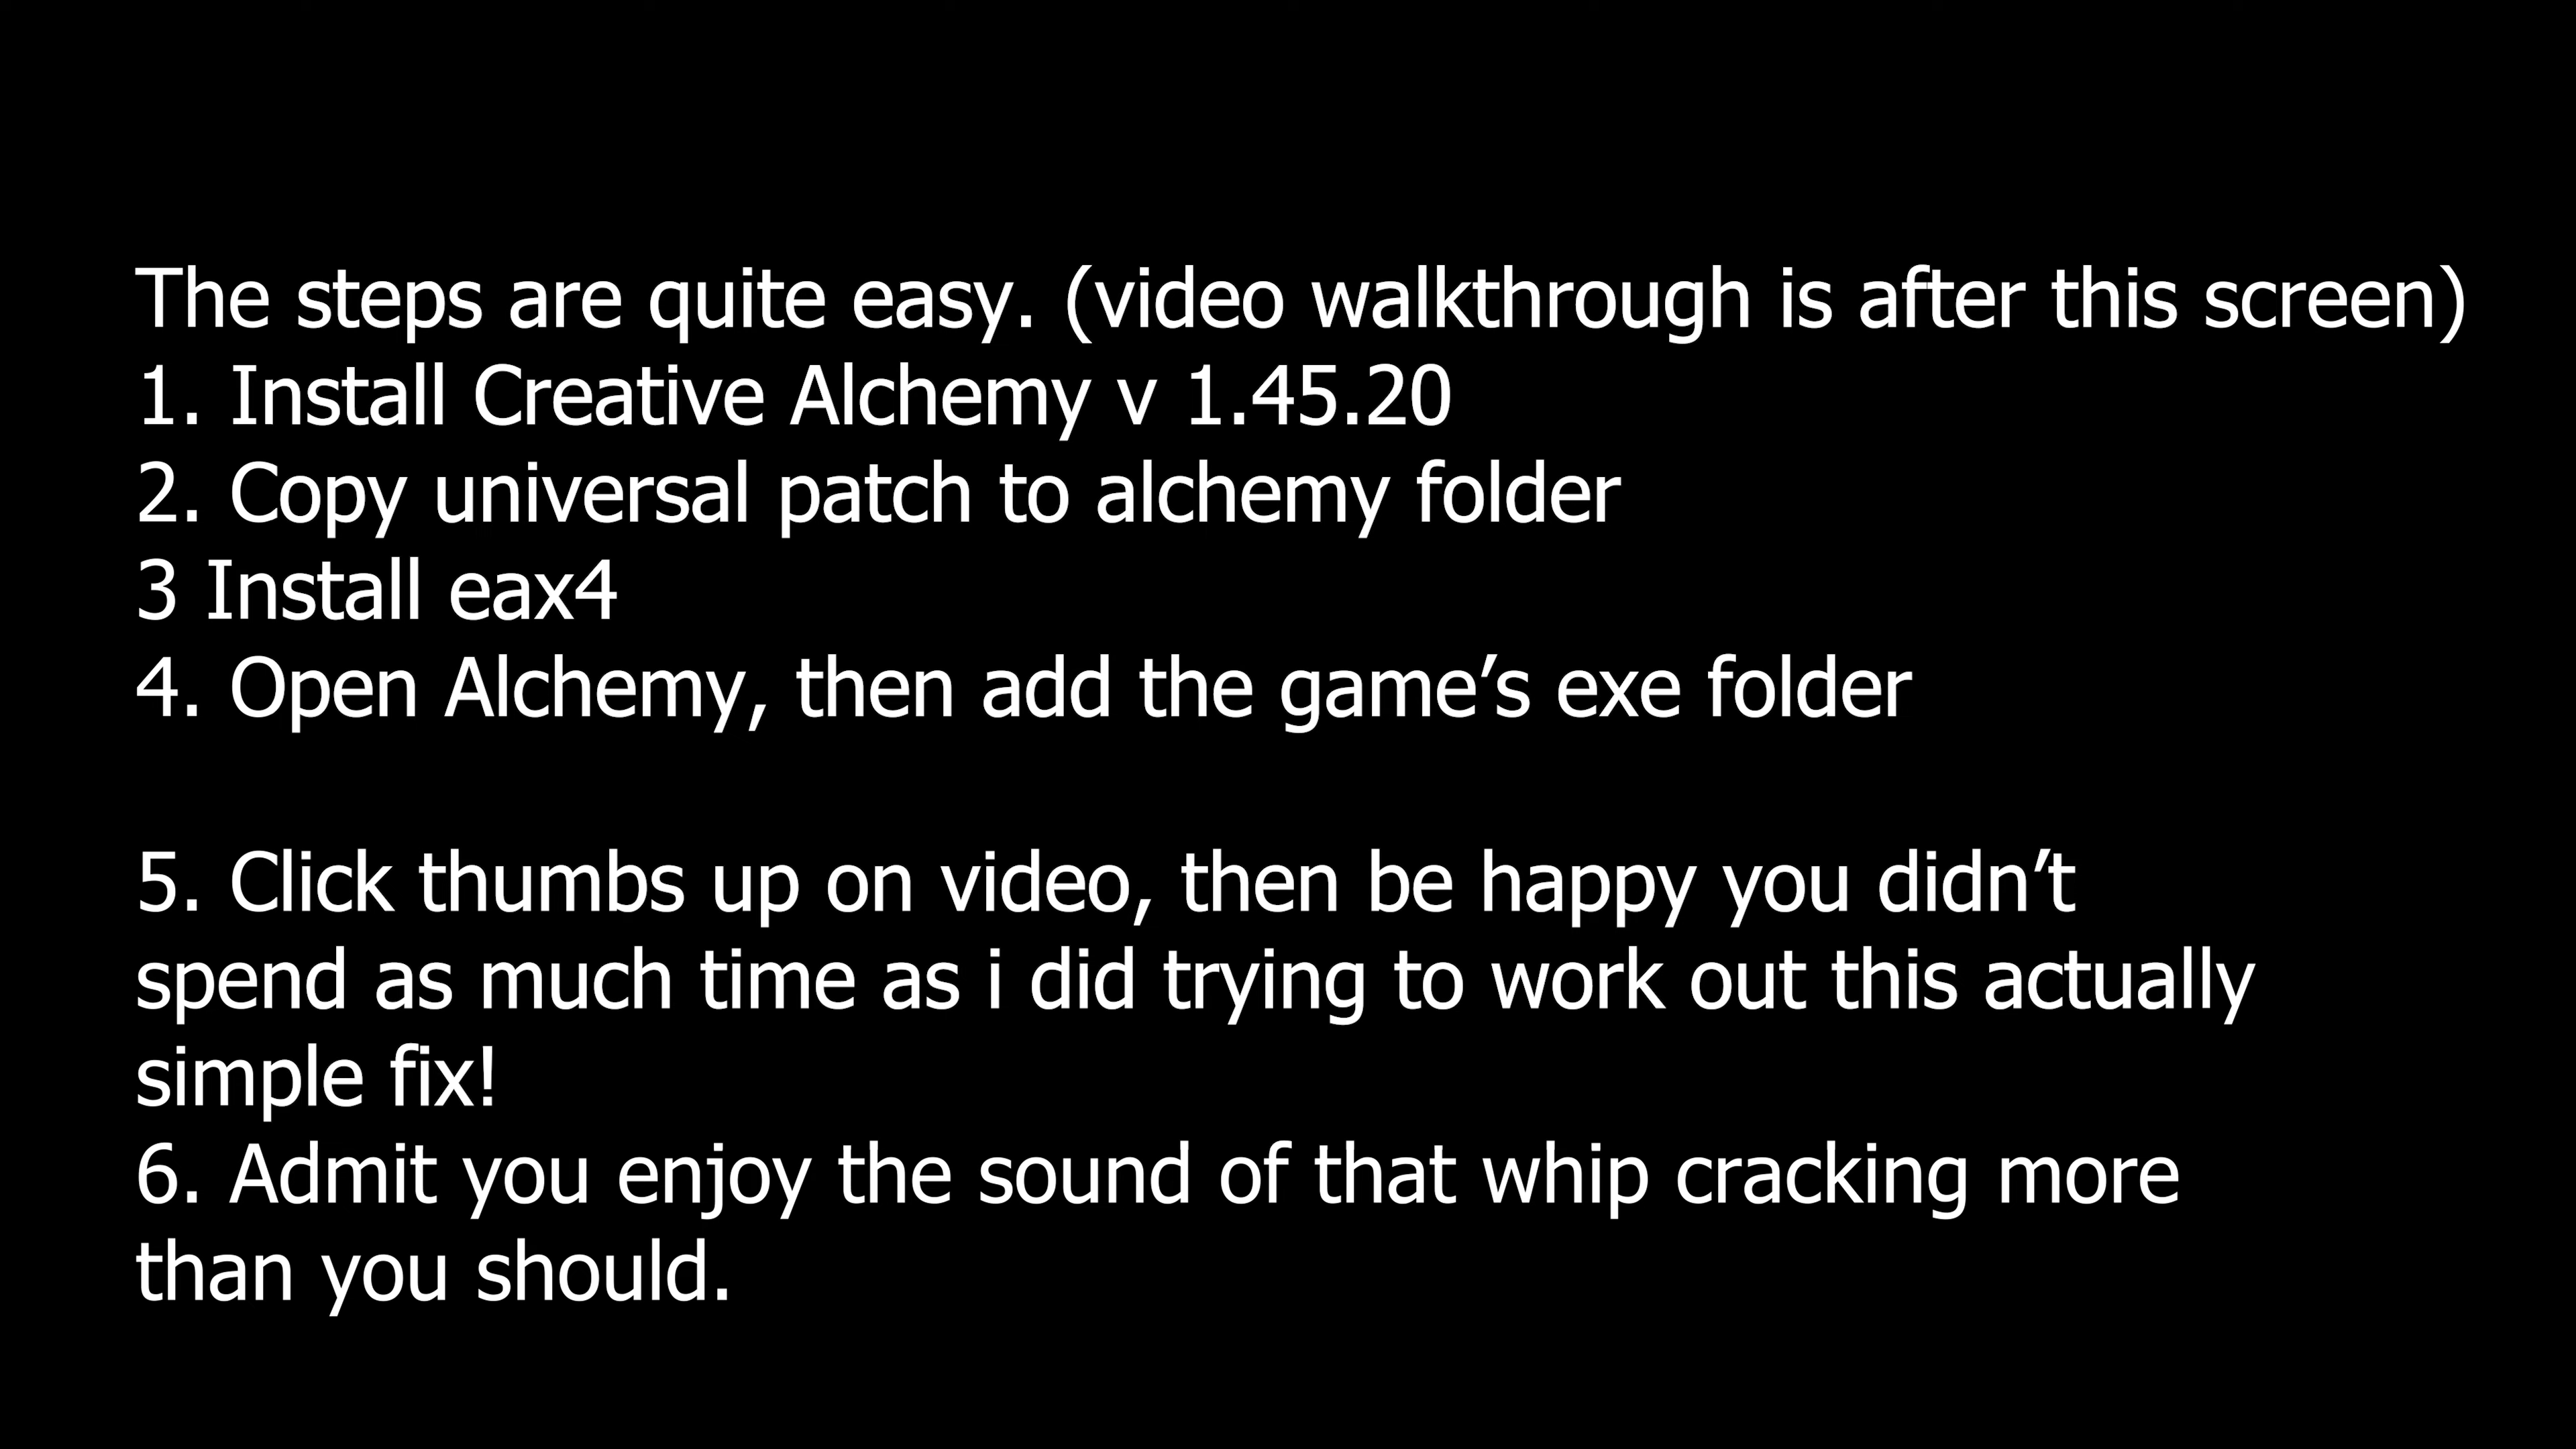 The steps are quite easy. (video walkthrough is after this screen)
1. Install Creative Alchemy v 1.45.20
2. Copy universal patch to alchemy folder
3 Install eax4
4. Open Alchemy, then add the game’s exe folder
5. Click thumbs up on video, then be happy you didn’t
spend as much time as i did trying to work out this actually
simple fix!
6. Admit you enjoy the sound of that whip cracking more
than you should.